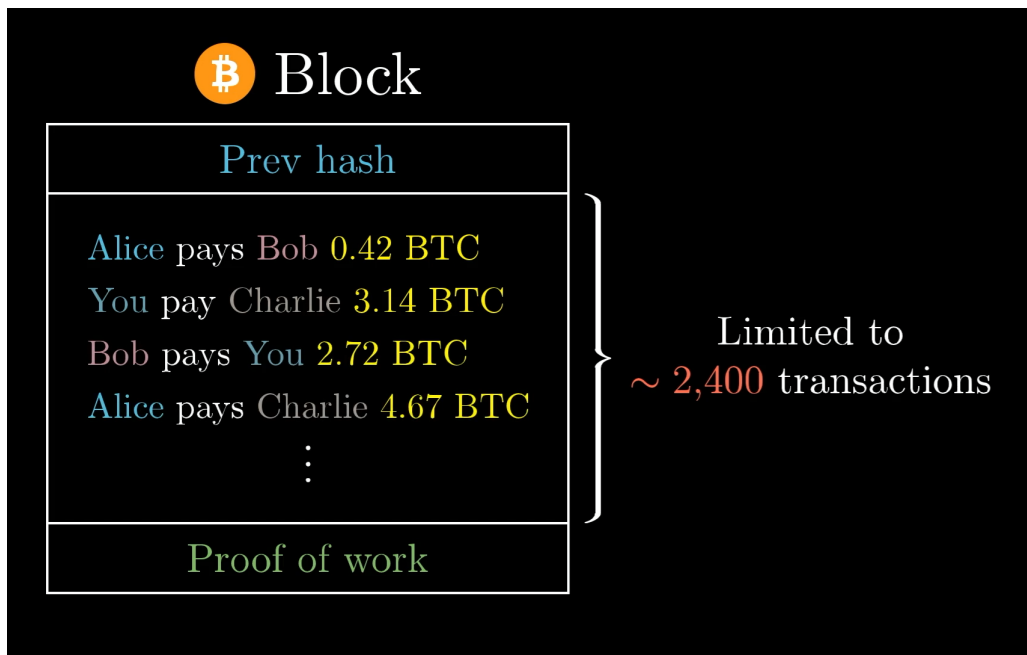 Block
Prev hash
Alice pays Bob 0.42 BTC
You pay Charlie 3.14 BTC
Bob pays You 2.72 BTC
Alice pays Charlie 4.67 BTC
⋮
Proof of work
Limited to
~ 2,400 transactions